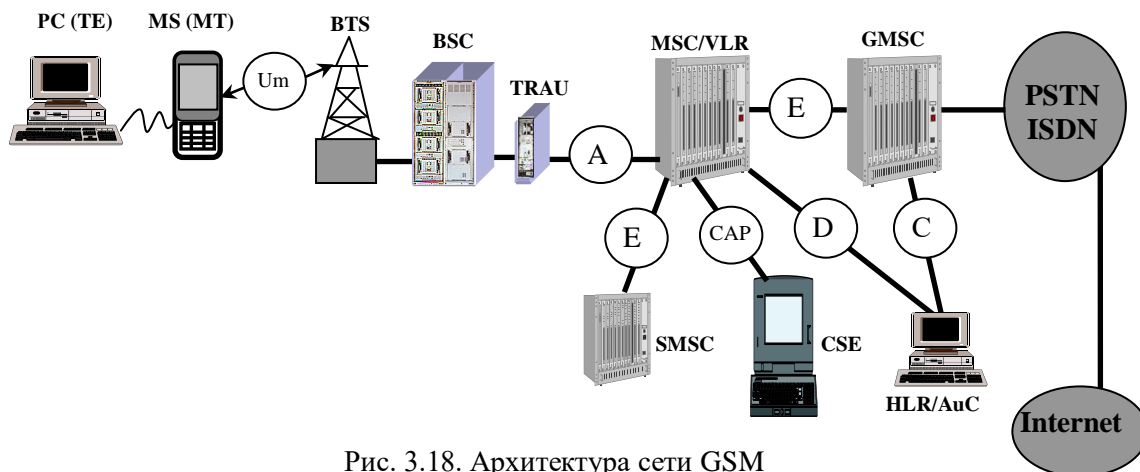 PC (TE)
MS (MT)
BTS
BSC
TRAU
MSC/VLR
GMSC
Um
A
E
PSTN
ISDN
E
CAP
D
C
SMSC
CSE
HLR/AuC
Internet
Рис. 3.18. Архитектура сети GSM